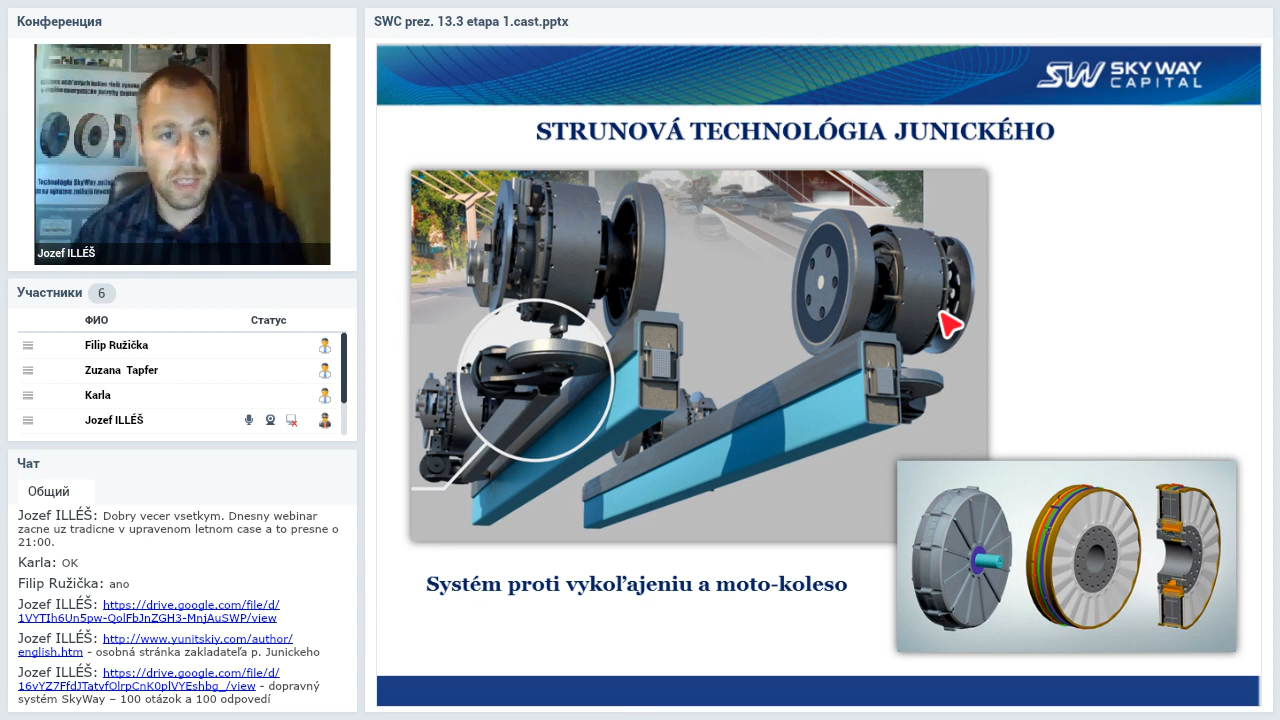 Конференция
Jozef ILLÉŠ
Участники 6
ФИО Статус
Filip Ružička
Zuzana Tapfer
Karla
Jozef ILLÉŠ
Чат
Общий
Jozef ILLÉŠ: Dobry vecer vsetkym. Dnesny webinar
zacne uz tradicne v upravenom letnom case a to presne o
21:00.
Karla: OK
Filip Ružička: ano
Jozef ILLÉŠ: https://drive.google.com/file/d/
1VYTIh6Un5pw-QolFbJnZGH3-MnjAuSWP/view
Jozef ILLÉŠ: http://www.yunitskiy.com/author/
english.htm - osobná stránka zakladateľa p. Junickeho
Jozef ILLÉŠ: https://drive.google.com/file/d/
16vYZ7FfdJTatvfOlrpCnK0plVYEshbg_/view - dopravný
systém SkyWay – 100 otázok a 100 odpovedí
SWC prez. 13.3 etapa 1.cast.pptx
SW SKY WAY
CAPITAL
STRUNOVÁ TECHNOLÓGIA JUNICKÉHO
Systém proti vykoľajeniu a moto-koleso